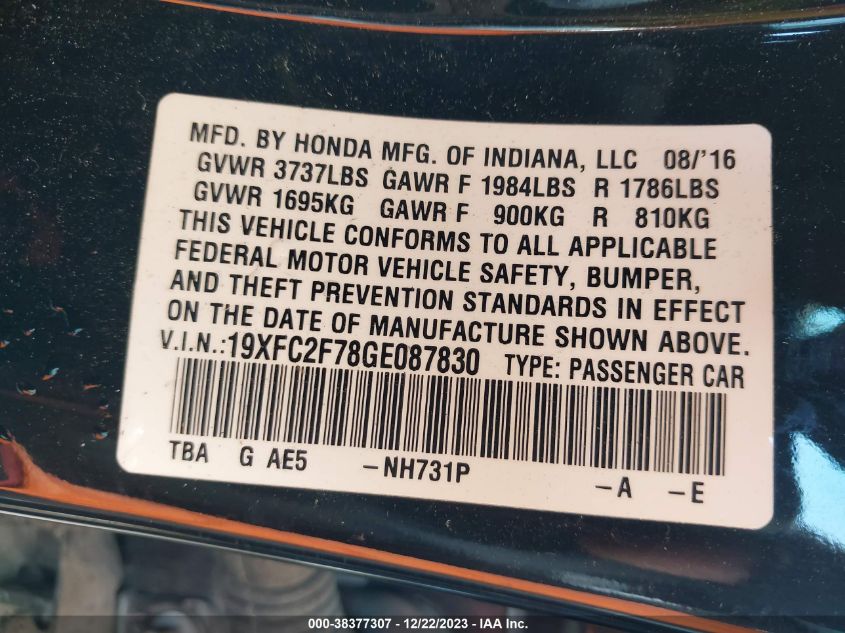 MFD. BY HONDA MFG. OF INDIANA, LLC 08/'16
GVWR 3737LBS GAWR F 1984LBS R 1786LBS
GVWR 1695KG GAWR F 900KG R 810KG
THIS VEHICLE CONFORMS TO ALL APPLICABLE
FEDERAL MOTOR VEHICLE SAFETY, BUMPER,
AND THEFT PREVENTION STANDARDS IN EFFECT
ON THE DATE OF MANUFACTURE SHOWN ABOVE.
V.I.N.:19XFC2F78GE087830 TYPE: PASSENGER CAR
TBA G AE5 -NH731P -A -E
000-38377307 - 12/22/2023 - IAA Inc.